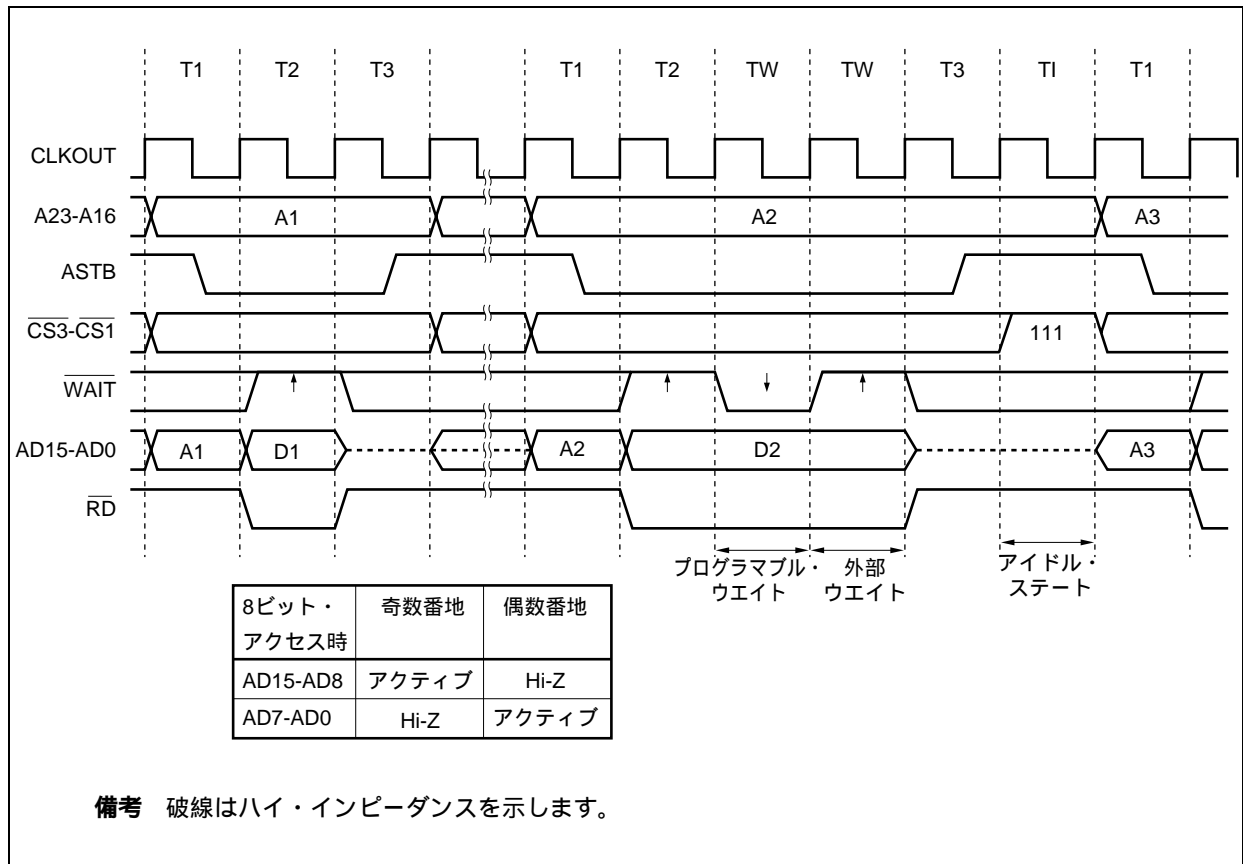 T1 T2 T3 T1 T2 TW TW T3 TI T1
CLKOUT
A23-A16 A1 A2 A3
ASTB
CS3-CS1 111
WAIT
AD15-AD0 A1 D1 A2 D2 A3
RD
プログラマブル・ 外部 アイドル・
ウエイト ウエイト ステート
8ビット・ 奇数番地 偶数番地
アクセス時
AD15-AD8 アクティブ Hi-Z
AD7-AD0 Hi-Z アクティブ
備考 破線はハイ・インピーダンスを示します。